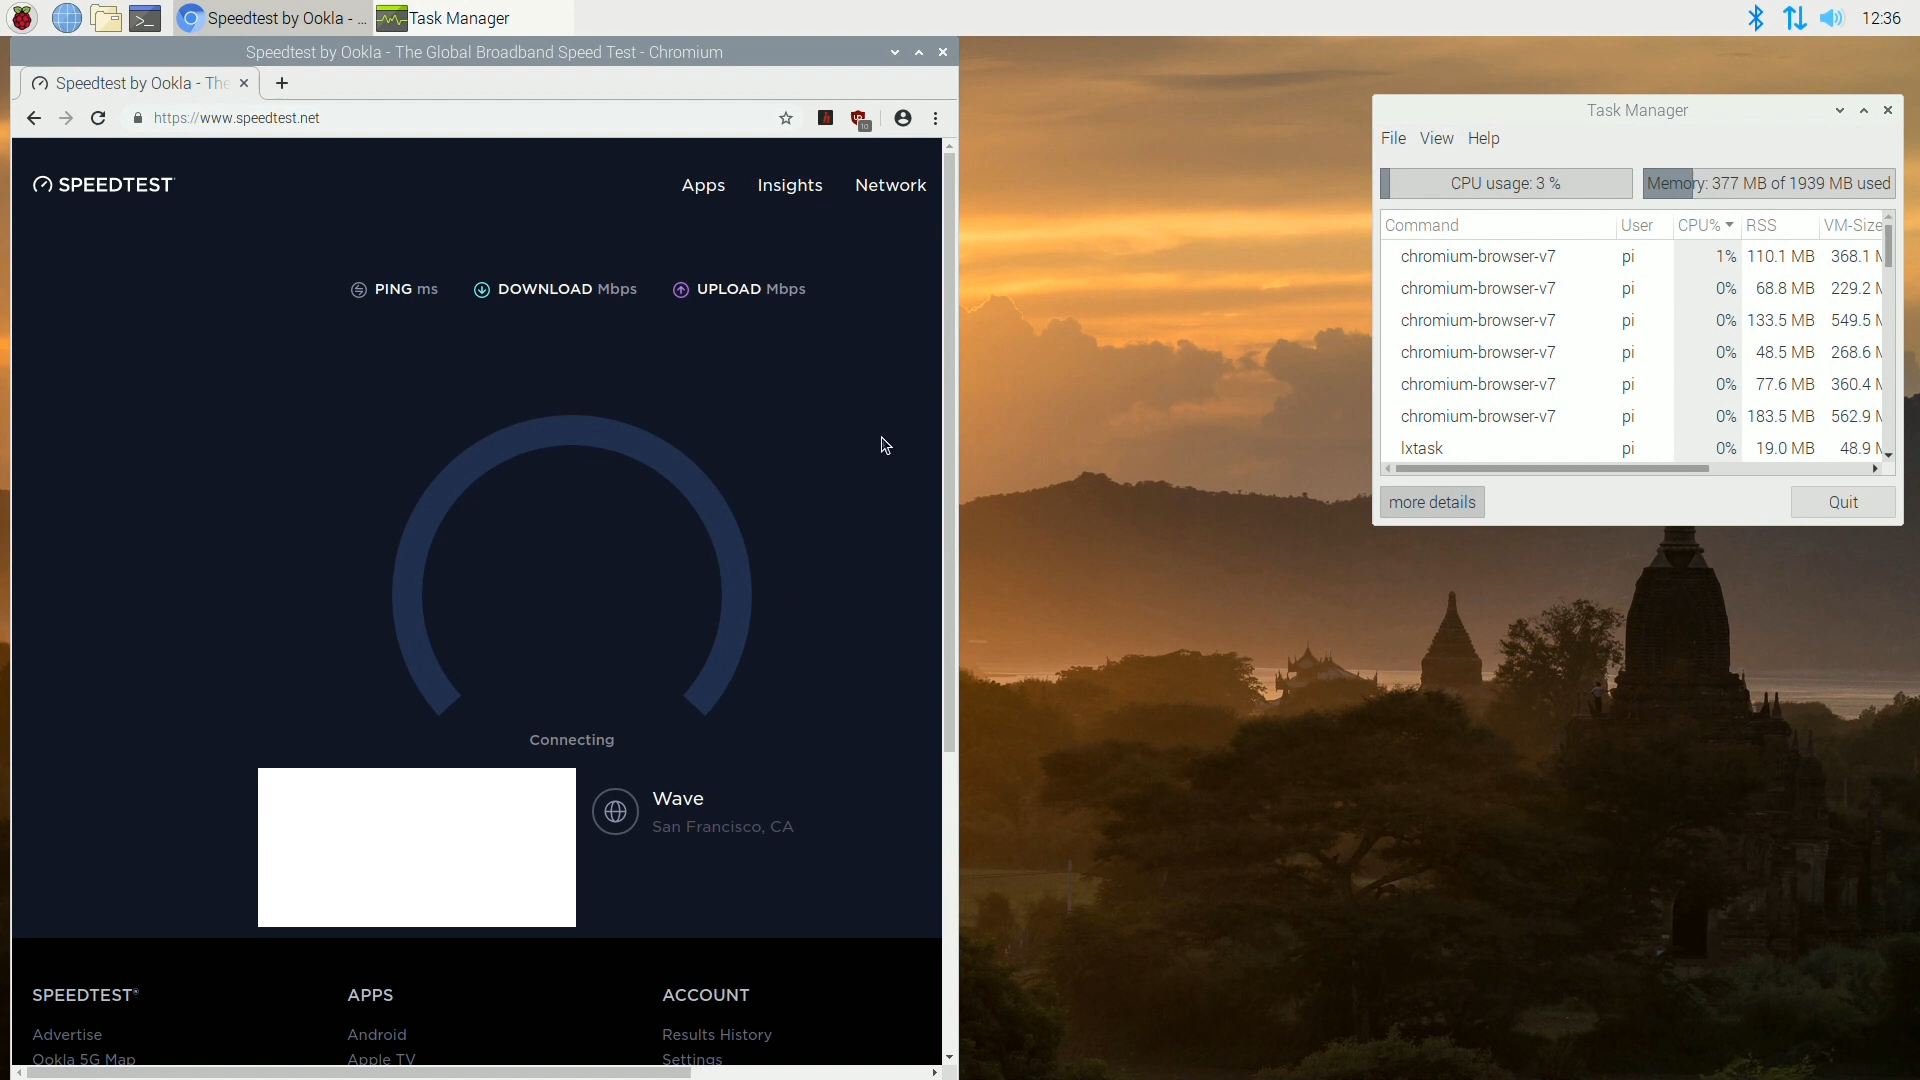 Speedtest by Ookla - ...
Task Manager
12:36
Speedtest by Ookla - The Global Broadband Speed Test - Chromium
Speedtest by Ookla - The
https://www.speedtest.net
10
SPEEDTEST
Apps
Insights
Network
PING ms
DOWNLOAD Mbps
UPLOAD Mbps
Connecting
Wave
San Francisco, CA
SPEEDTEST®
APPS
ACCOUNT
Advertise
Android
Results History
Ookla 5G Map
Apple TV
Settings
Task Manager
File View Help
CPU usage: 3 %
Memory: 377 MB of 1939 MB used
Command User CPU% RSS VM-Size
chromium-browser-v7 pi 1% 110.1 MB 368.1 M
chromium-browser-v7 pi 0% 68.8 MB 229.2 M
chromium-browser-v7 pi 0% 133.5 MB 549.5 M
chromium-browser-v7 pi 0% 48.5 MB 268.6 M
chromium-browser-v7 pi 0% 77.6 MB 360.4 M
chromium-browser-v7 pi 0% 183.5 MB 562.9 M
lxtask pi 0% 19.0 MB 48.9 M
more details
Quit